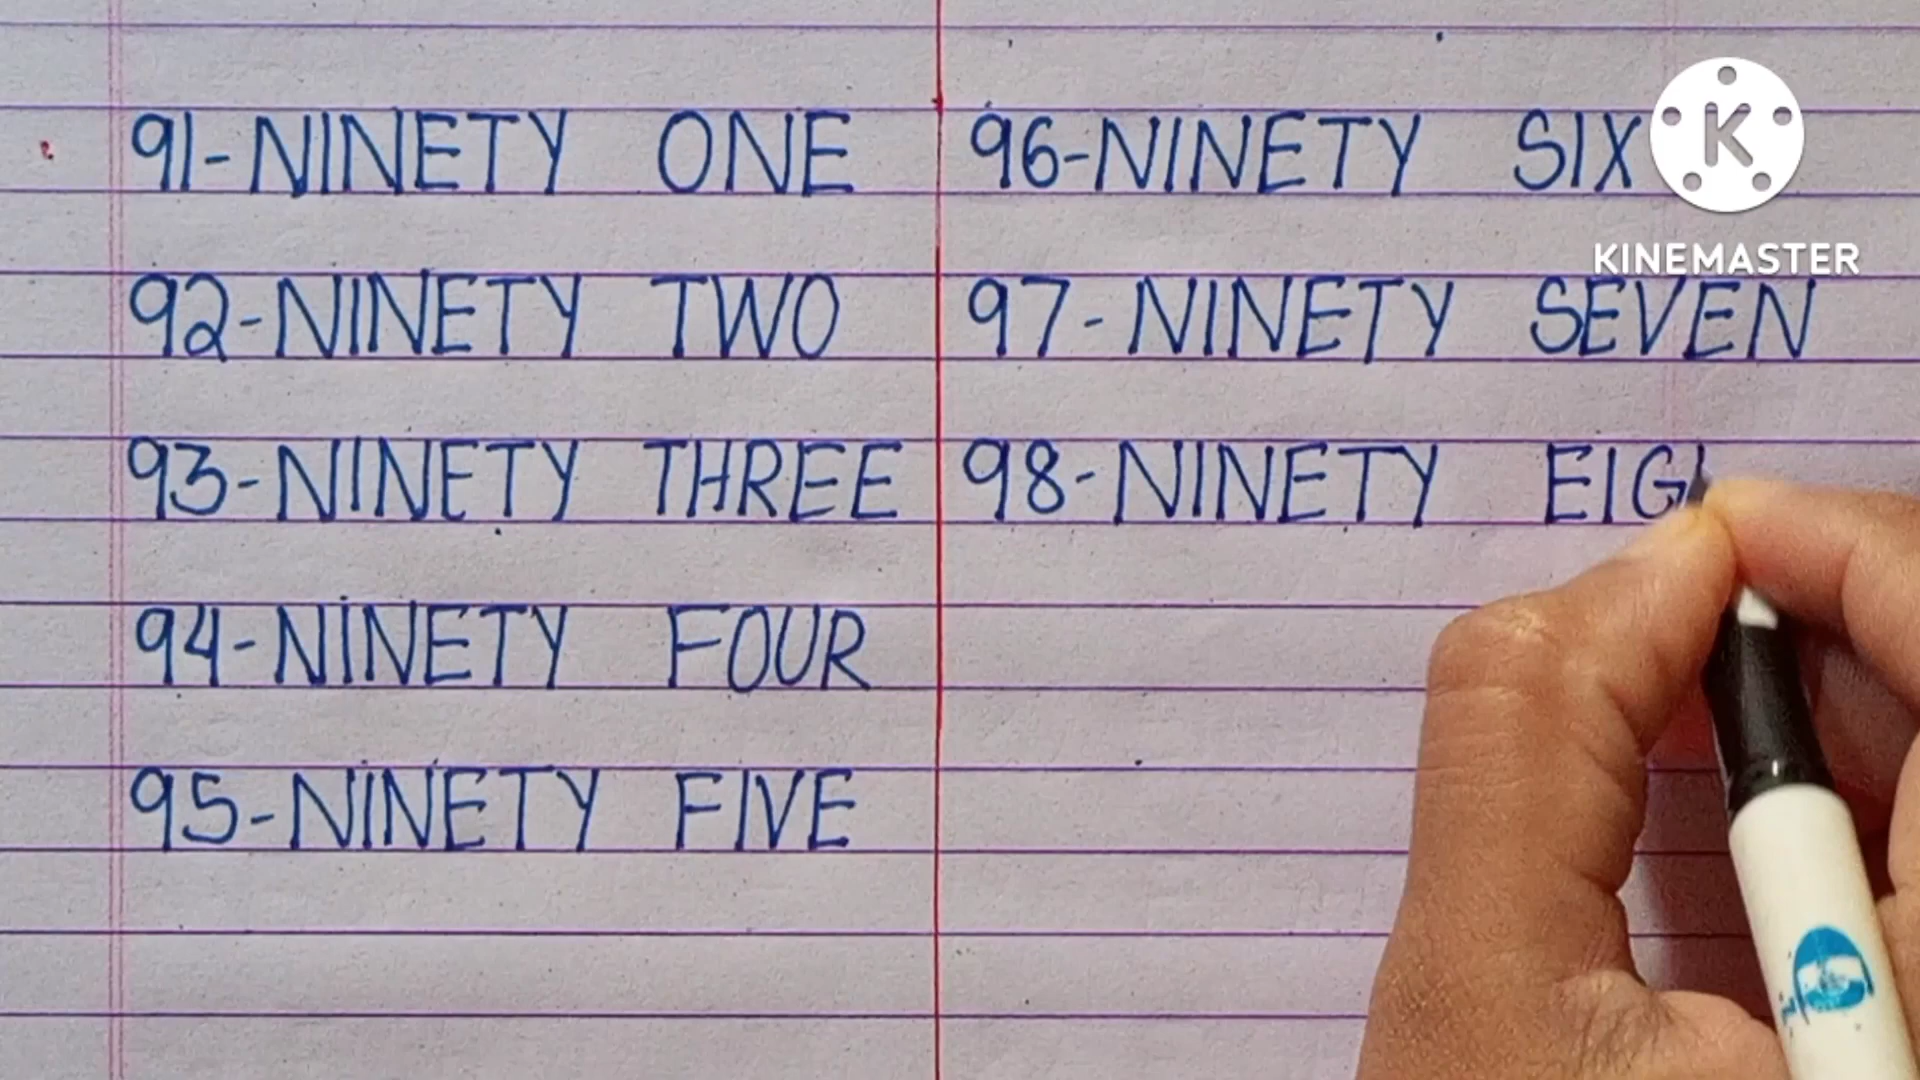 91-NINETY ONE
92-NINETY TWO
93-NINETY THREE
94-NINETY FOUR
95-NINETY FIVE
96-NINETY SIX
97-NINETY SEVEN
98-NINETY EIG
K
KINEMASTER